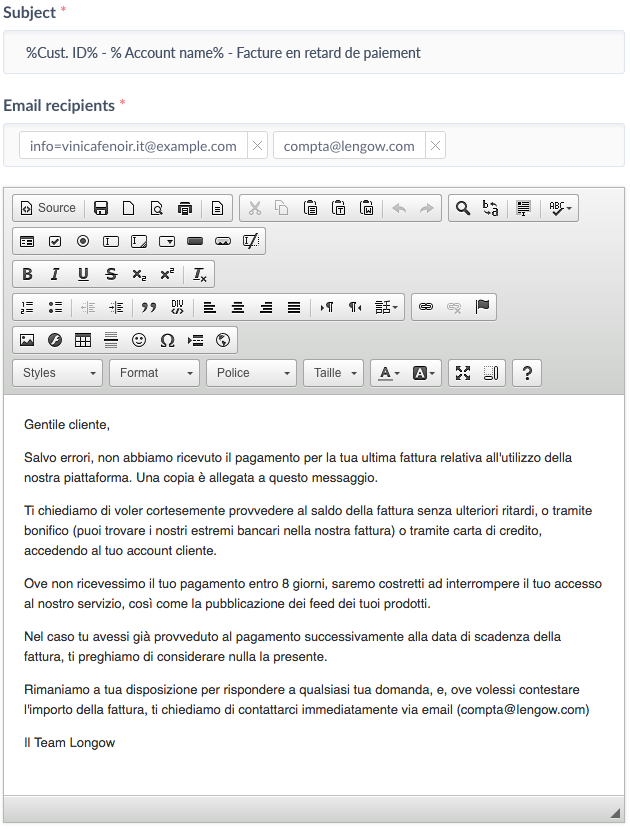 Subject *
%Cust. ID% - % Account name% - Facture en retard de paiement
Email recipients *
info=vinicafenoir.it@example.com
compta@lengow.com
Source
Styles Format Police Taille
Gentile cliente,
Salvo errori, non abbiamo ricevuto il pagamento per la tua ultima fattura relativa all'utilizzo della
nostra piattaforma. Una copia è allegata a questo messaggio.
Ti chiediamo di voler cortesemente provvedere al saldo della fattura senza ulteriori ritardi, o tramite
bonifico (puoi trovare i nostri estremi bancari nella nostra fattura) o tramite carta di credito,
accedendo al tuo account cliente.
Ove non ricevessimo il tuo pagamento entro 8 giorni, saremo costretti ad interrompere il tuo accesso
al nostro servizio, così come la pubblicazione dei feed dei tuoi prodotti.
Nel caso tu avessi già provveduto al pagamento successivamente alla data di scadenza della
fattura, ti preghiamo di considerare nulla la presente.
Rimaniamo a tua disposizione per rispondere a qualsiasi tua domanda, e, ove volessi contestare
l'importo della fattura, ti chiediamo di contattarci immediatamente via email (compta@lengow.com)
Il Team Longow